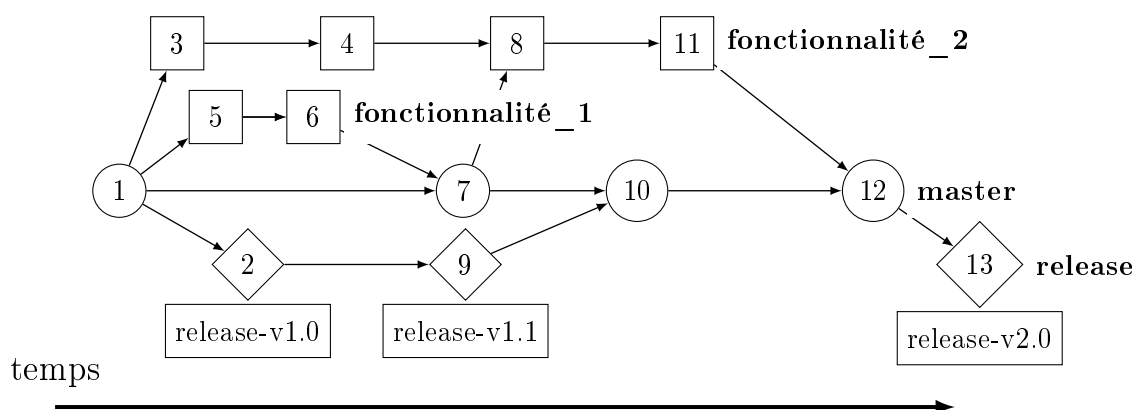 3 4 8 11 fonctionnalité_2
5 6 fonctionnalité_1
1 7 10 12 master
2 9 13 release
release-v1.0 release-v1.1 release-v2.0
temps